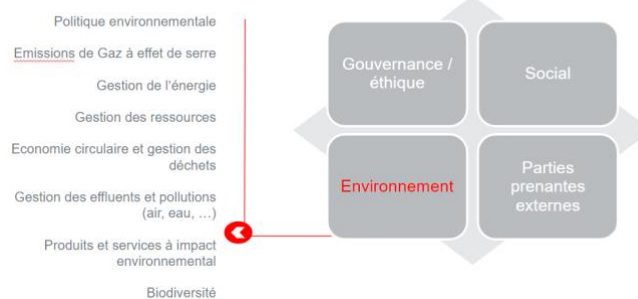 Politique environnementale
Emissions de Gaz à effet de serre
Gestion de l'énergie
Gestion des ressources
Economie circulaire et gestion des
déchets
Gestion des effluents et pollutions
(air, eau, ...)
Produits et services à impact
environnemental
Biodiversité
Gouvernance /
éthique
Social
Environnement
Parties
prenantes
externes